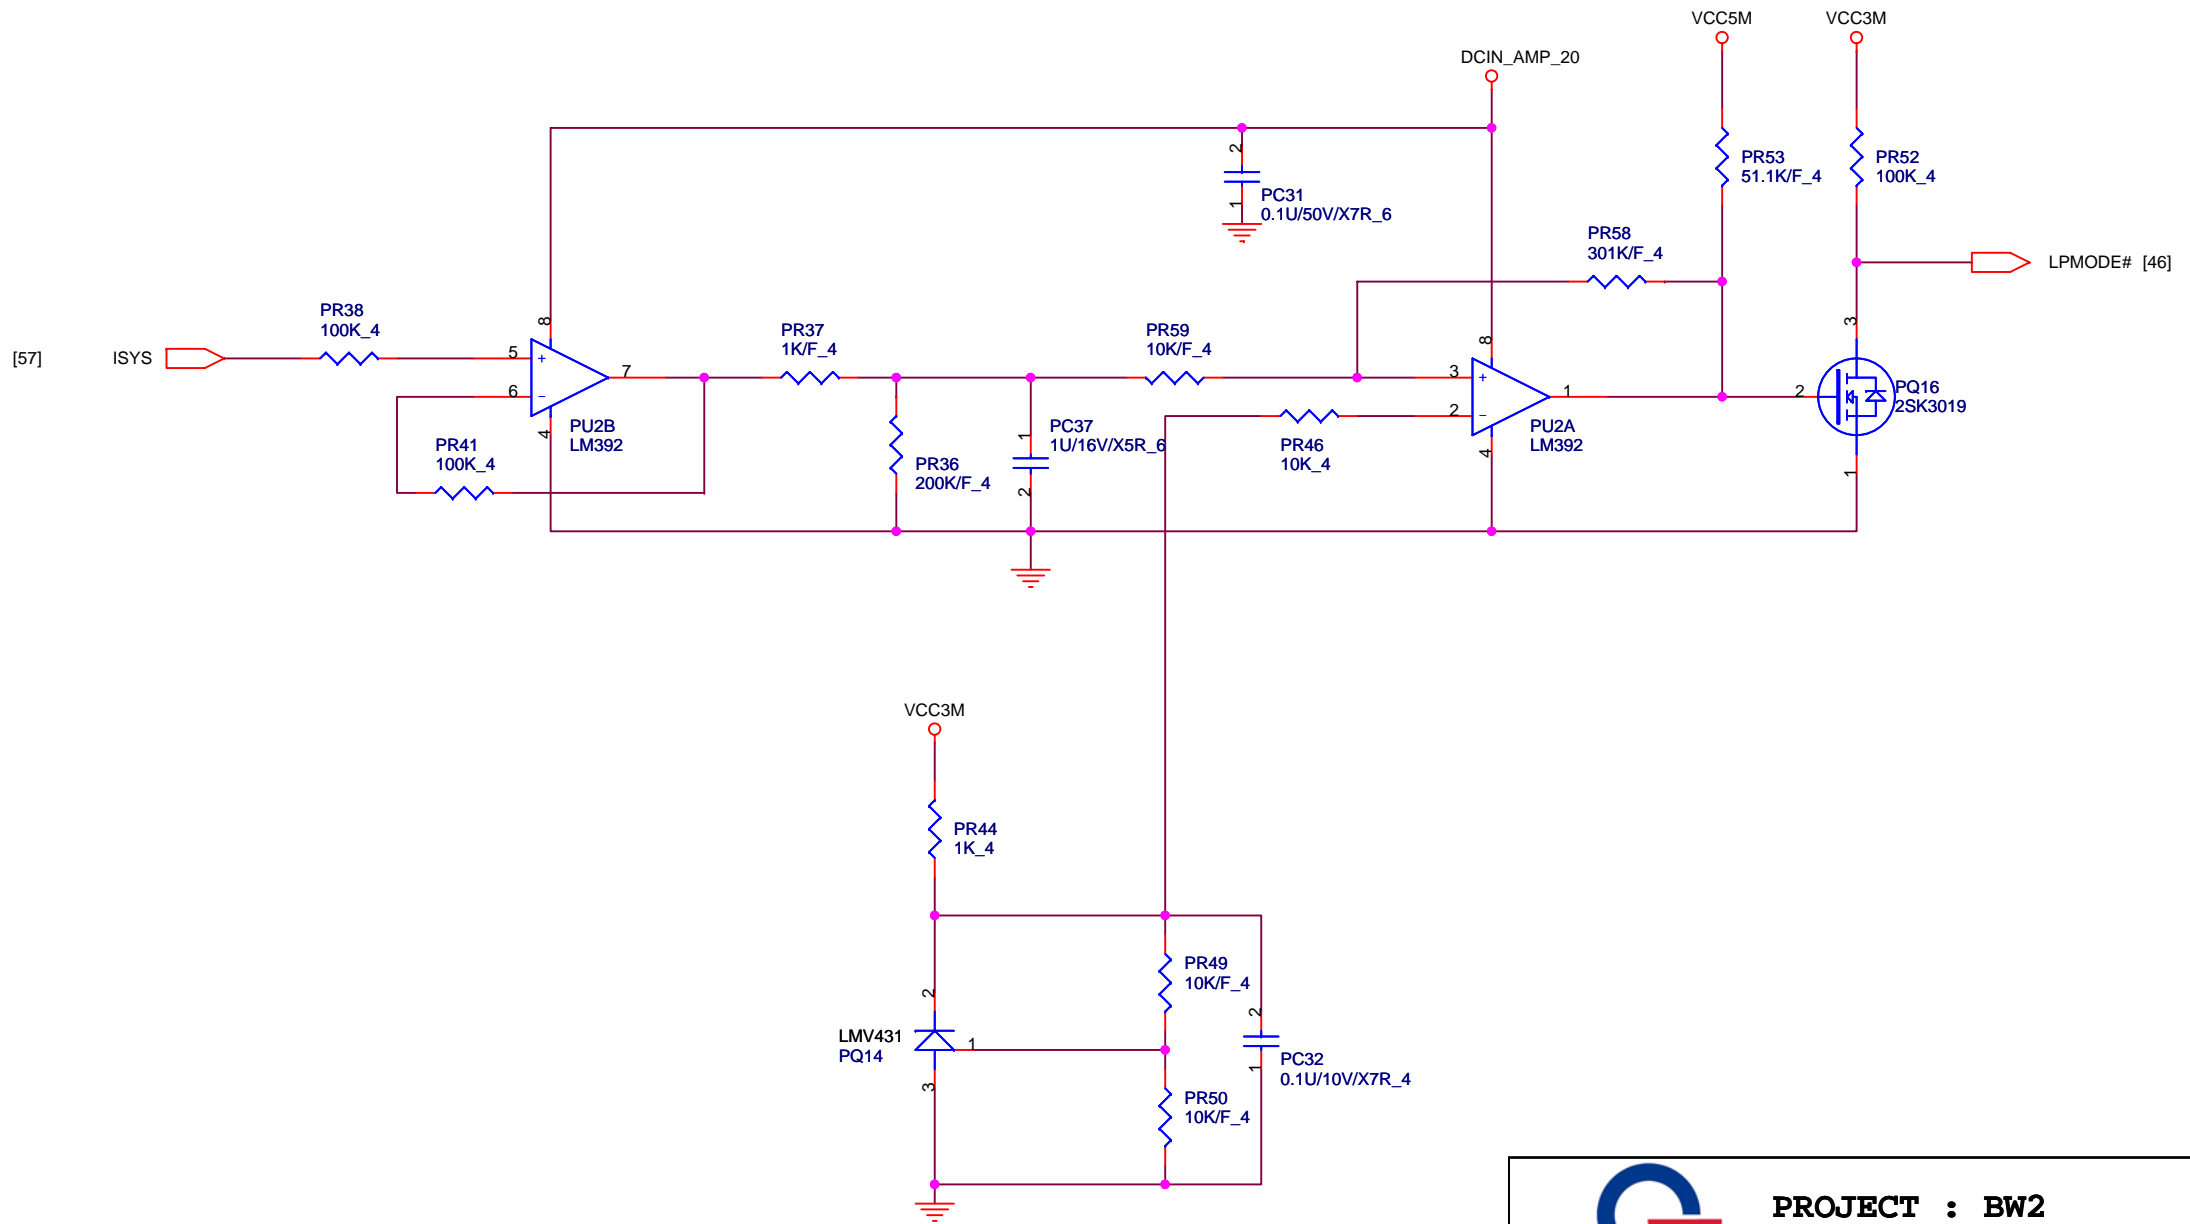 VCC5M
VCC3M
DCIN_AMP_20
2
PR53
51.1K/F_4
PR52
100K_4
1
PC31
0.1U/50V/X7R_6
PR58
301K/F_4
LPMODE# [46]
PR38
100K_4
8
PR37
1K/F_4
PR59
10K/F_4
8
3
[57]
ISYS
5
+
7
6
−
3
+
1
2
−
2
PQ16
2SK3019
4
PU2B
LM392
PR41
100K_4
PR36
200K/F_4
1
PC37
1U/16V/X5R_6
2
PR46
10K_4
4
PU2A
LM392
1
VCC3M
PR44
1K_4
PR49
10K/F_4
2
2
LMV431
PQ14
1
3
PC32
0.1U/10V/X7R_4
1
PR50
10K/F_4
PROJECT : BW2